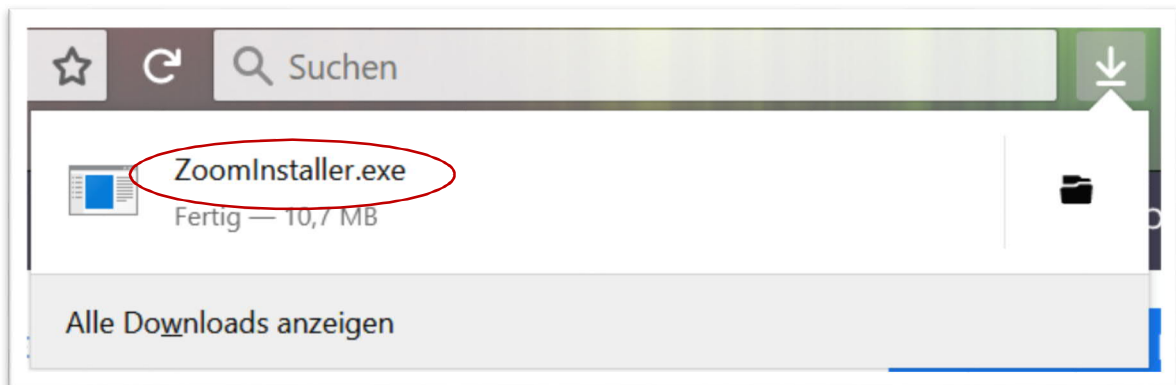 Suchen
ZoomInstaller.exe
Fertig — 10,7 MB
Alle Downloads anzeigen